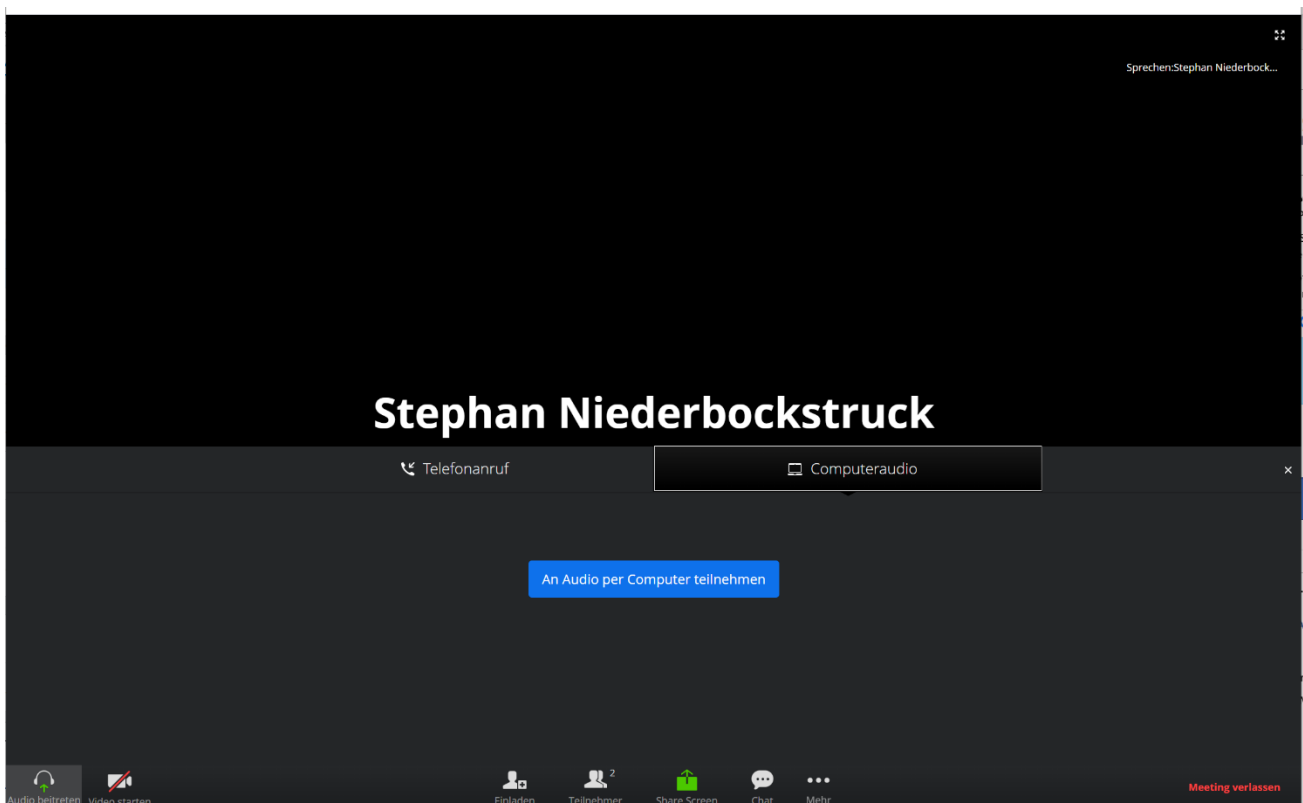 Sprechen:Stephan Niederbock...
Stephan Niederbockstruck
Telefonanruf
Computeraudio
An Audio per Computer teilnehmen
2
Audio beitreten
Video starten
Einladen
Teilnehmer
Share Screen
Chat
Mehr
Meeting verlassen